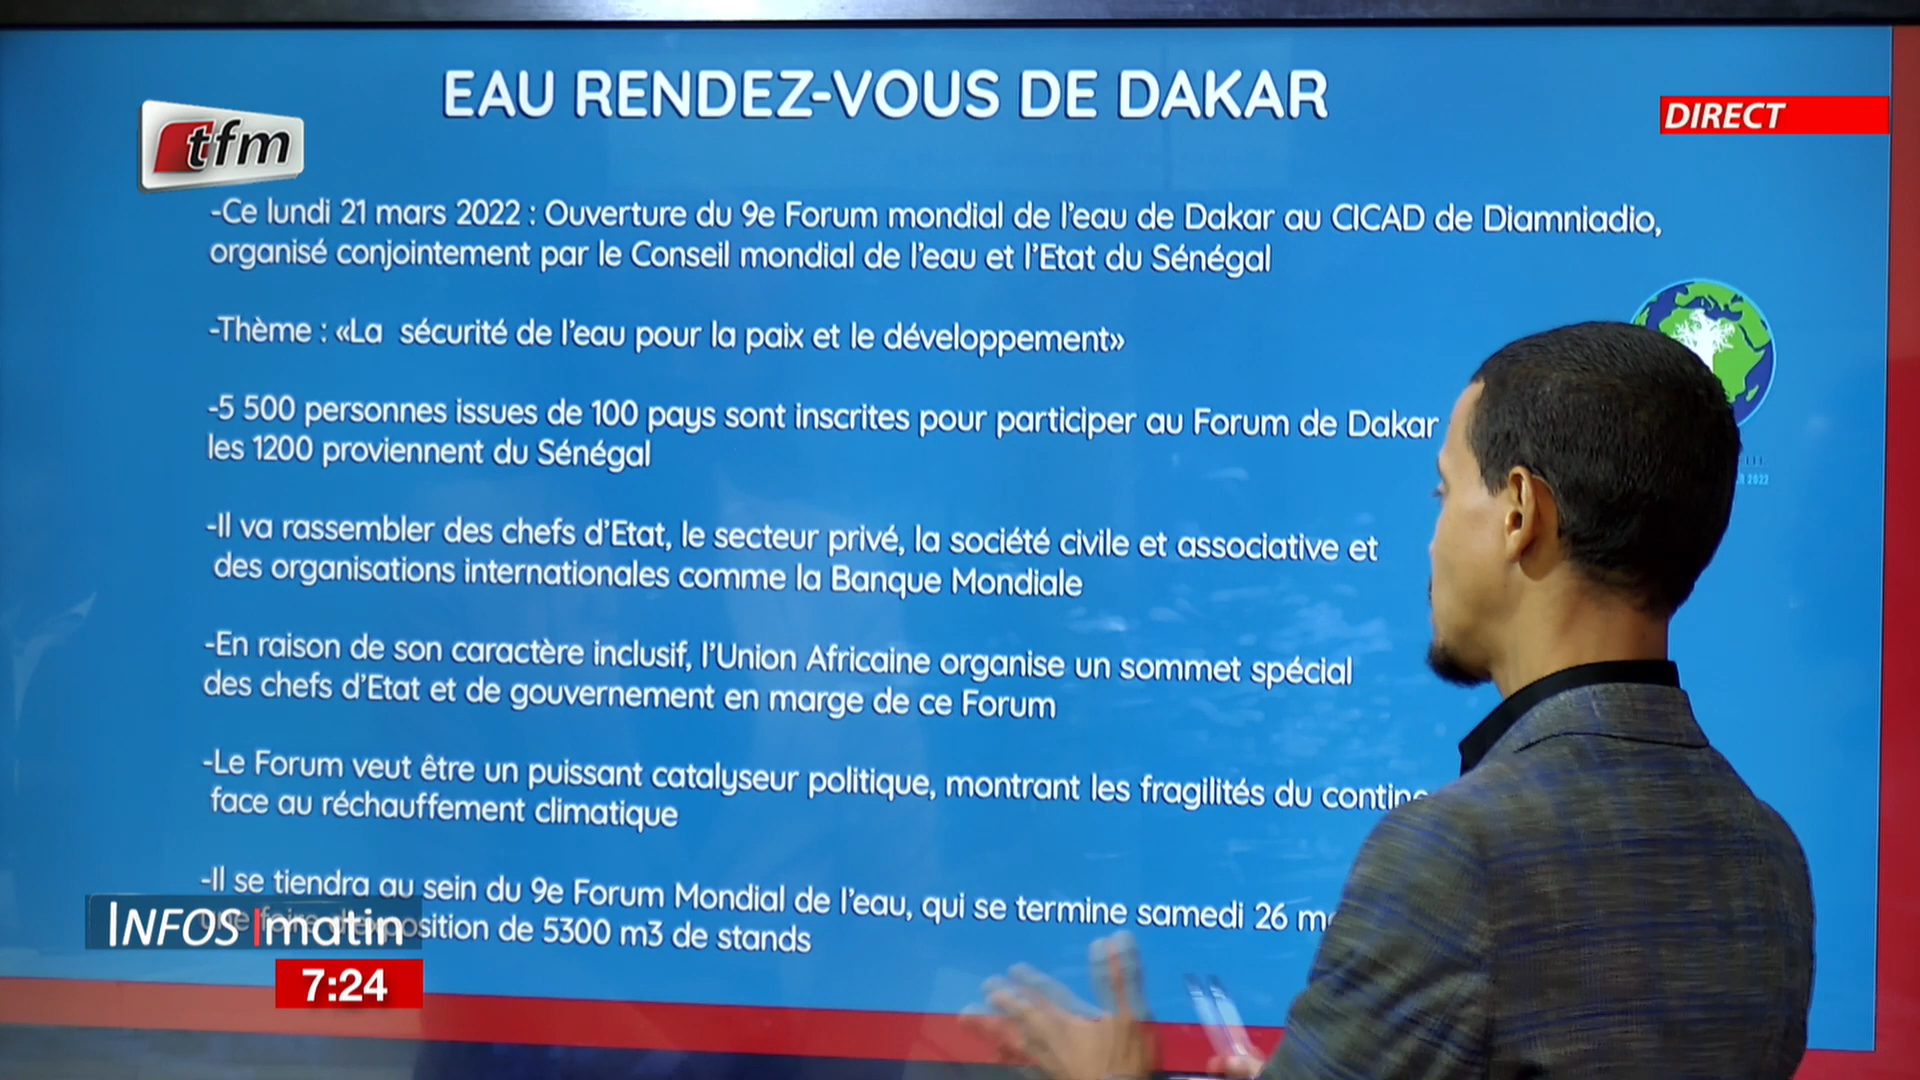 EAU RENDEZ-VOUS DE DAKAR
DIRECT
tfm
-Ce lundi 21 mars 2022 : Ouverture du 9e Forum mondial de l'eau de Dakar au CICAD de Diamniadio,
organisé conjointement par le Conseil mondial de l'eau et l'Etat du Sénégal
-Thème : «La sécurité de l'eau pour la paix et le développement»
-5 500 personnes issues de 100 pays sont inscrites pour participer au Forum de Dakar
les 1200 proviennent du Sénégal
-Il va rassembler des chefs d'Etat, le secteur privé, la société civile et associative et
des organisations internationales comme la Banque Mondiale
-En raison de son caractère inclusif, l'Union Africaine organise un sommet spécial
des chefs d'Etat et de gouvernement en marge de ce Forum
-Le Forum veut être un puissant catalyseur politique, montrant les fragilités du
face au réchauffement climatique
-Il se tiendra au sein du 9e Forum Mondial de l'eau, qui se termine samedi 26
une foire d'exposition de 5300 m3 de stands
INFOS matin
7:24
2022